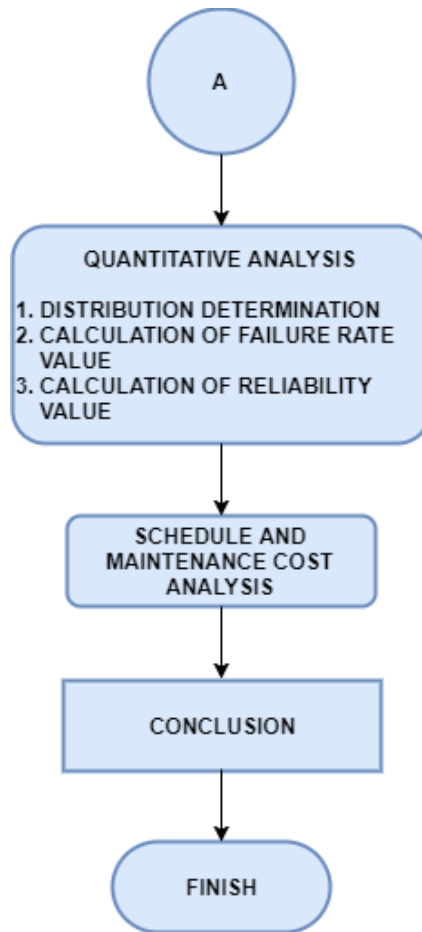 A
QUANTITATIVE ANALYSIS
1. DISTRIBUTION DETERMINATION
2. CALCULATION OF FAILURE RATE
VALUE
3. CALCULATION OF RELIABILITY
VALUE
SCHEDULE AND
MAINTENANCE COST
ANALYSIS
CONCLUSION
FINISH